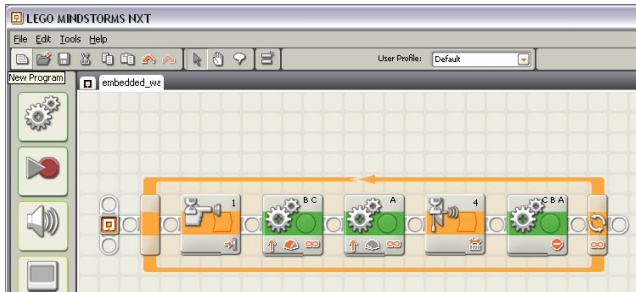 LEGO MINDSTORMS NXT
File Edit Tools Help
User Profile: Default
New Program
embedded_wa
1 B C A 4 C B A